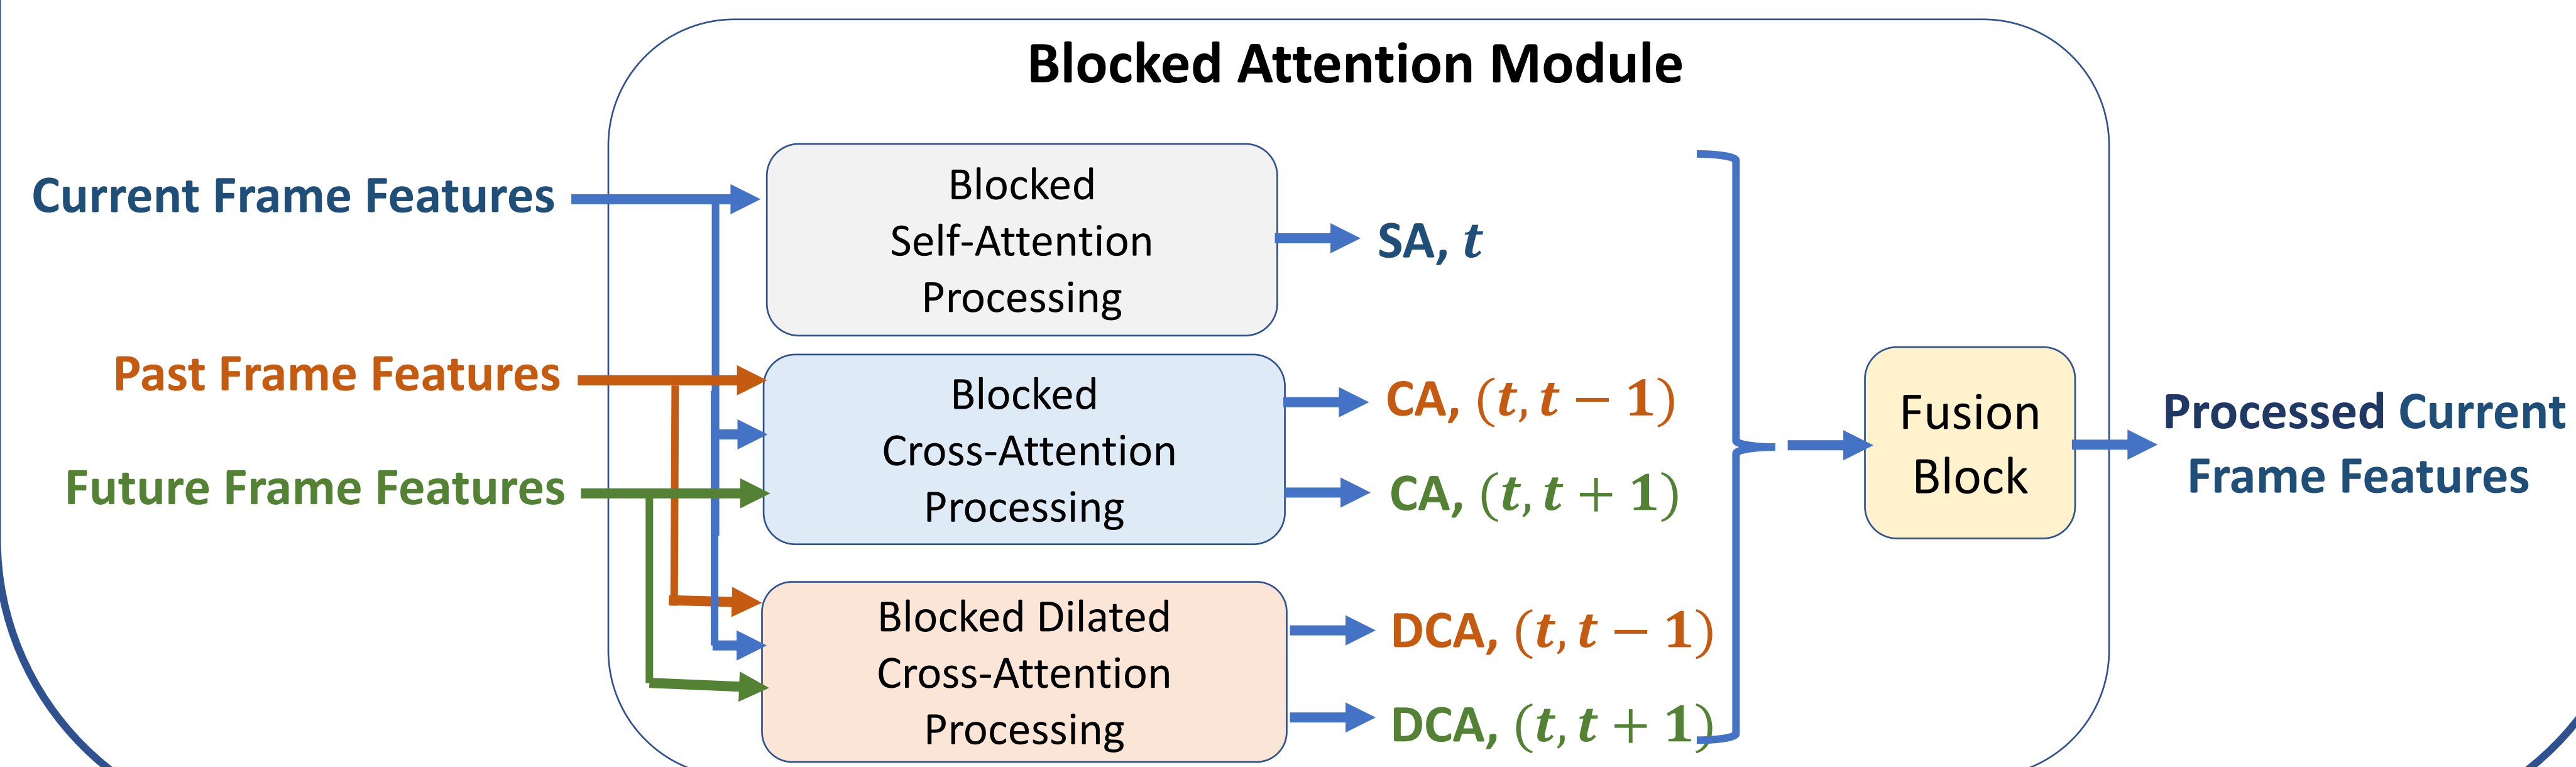 Blocked Attention Module
Current Frame Features
Past Frame Features
Future Frame Features
Blocked
Self-Attention
Processing
SA, t
Blocked
Cross-Attention
Processing
CA, (t, t − 1)
CA, (t, t + 1)
Blocked Dilated
Cross-Attention
Processing
DCA, (t, t − 1)
DCA, (t, t + 1)
Fusion
Block
Processed Current
Frame Features